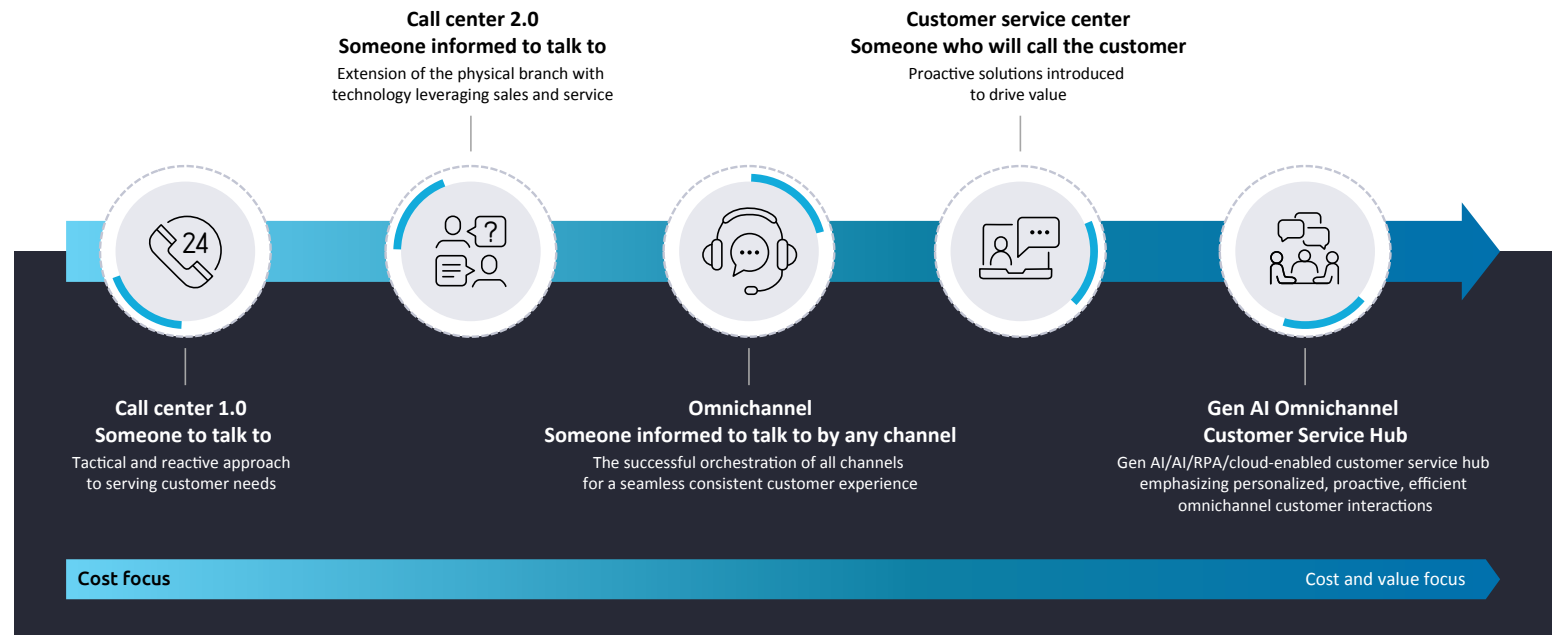 Call center 2.0
Someone informed to talk to
Extension of the physical branch with
technology leveraging sales and service
Customer service center
Someone who will call the customer
Proactive solutions introduced
to drive value
24
?
Call center 1.0
Someone to talk to
Tactical and reactive approach
to serving customer needs
Omnichannel
Someone informed to talk to by any channel
The successful orchestration of all channels
for a seamless consistent customer experience
Gen AI Omnichannel
Customer Service Hub
Gen AI/AI/RPA/cloud-enabled customer service hub
emphasizing personalized, proactive, efficient
omnichannel customer interactions
Cost focus
Cost and value focus